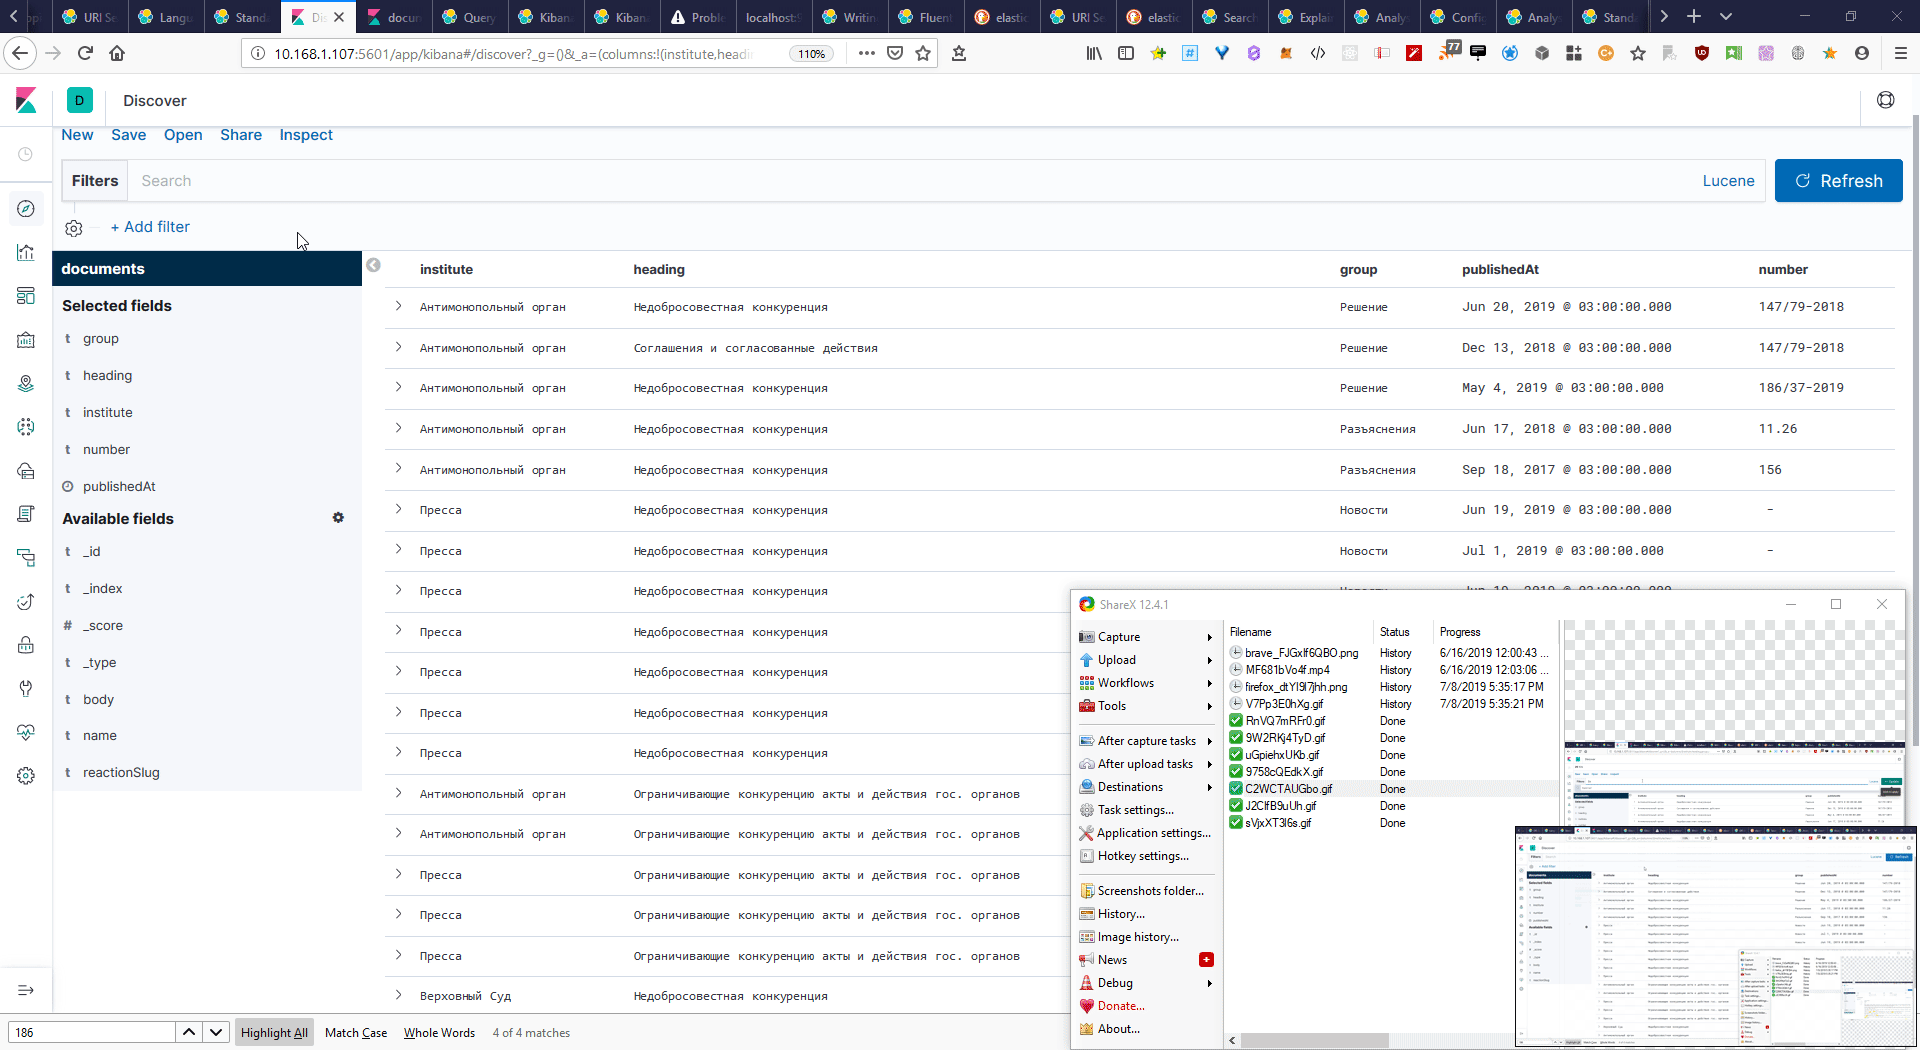 URI Se
Langu
Standa
Di
docum
Query
Kibana
Kibana
Proble
localhost:9
Writin
Fluent
elastic
URI Se
elastic
Search
Explai
Analys
Config
Analys
Standa
10.168.1.107:5601/app/kibana#/discover?_g=()&_a=(columns:!(institute,headin
110%
77
D
Discover
New Save Open Share Inspect
Filters Search Lucene Refresh
+ Add filter
documents
Selected fields
t group
t heading
t institute
t number
publishedAt
Available fields
t _id
t _index
# _score
t _type
t body
t name
t reactionSlug
institute heading group publishedAt number
Антимонопольный орган Недобросовестная конкуренция Решение Jun 20, 2019 @ 03:00:00.000 147/79-2018
Антимонопольный орган Соглашения и согласованные действия Решение Dec 13, 2018 @ 03:00:00.000 147/79-2018
Антимонопольный орган Недобросовестная конкуренция Решение May 4, 2019 @ 03:00:00.000 186/37-2019
Антимонопольный орган Недобросовестная конкуренция Разъяснения Jun 17, 2018 @ 03:00:00.000 11.26
Антимонопольный орган Недобросовестная конкуренция Разъяснения Sep 18, 2017 @ 03:00:00.000 156
Пресса Недобросовестная конкуренция Новости Jun 19, 2019 @ 03:00:00.000 -
Пресса Недобросовестная конкуренция Новости Jul 1, 2019 @ 03:00:00.000 -
Пресса Недобросовестная конкуренция
Пресса Недобросовестная конкуренция
Пресса Недобросовестная конкуренция
Пресса Недобросовестная конкуренция
Пресса Недобросовестная конкуренция
Антимонопольный орган Ограничивающие конкуренцию акты и действия гос. органов
Антимонопольный орган Ограничивающие конкуренцию акты и действия гос. органов
Пресса Ограничивающие конкуренцию акты и действия гос. органов
Пресса Ограничивающие конкуренцию акты и действия гос. органов
Пресса Ограничивающие конкуренцию акты и действия гос. органов
Верховный Суд Недобросовестная конкуренция
ShareX 12.4.1
Capture
Upload
Workflows
Tools
After capture tasks
After upload tasks
Destinations
Task settings...
Application settings...
Hotkey settings...
Screenshots folder...
History...
Image history...
News
Debug
Donate...
About...
Filename Status Progress
brave_FJGxIf6QBO.png History 6/16/2019 12:00:43 ...
MF681bVo4f.mp4 History 6/16/2019 12:03:06 ...
firefox_dtYI9I7jhh.png History 7/8/2019 5:35:17 PM
V7Pp3E0hXg.gif History 7/8/2019 5:35:21 PM
RnVQ7mRFr0.gif Done
9W2RKj4TyD.gif Done
uGpiehxUKb.gif Done
9758cQEdkX.gif Done
C2WCTAUGbo.gif Done
J2ClfB9uUh.gif Done
sVjxXT3l6s.gif Done
186 Highlight All Match Case Whole Words 4 of 4 matches